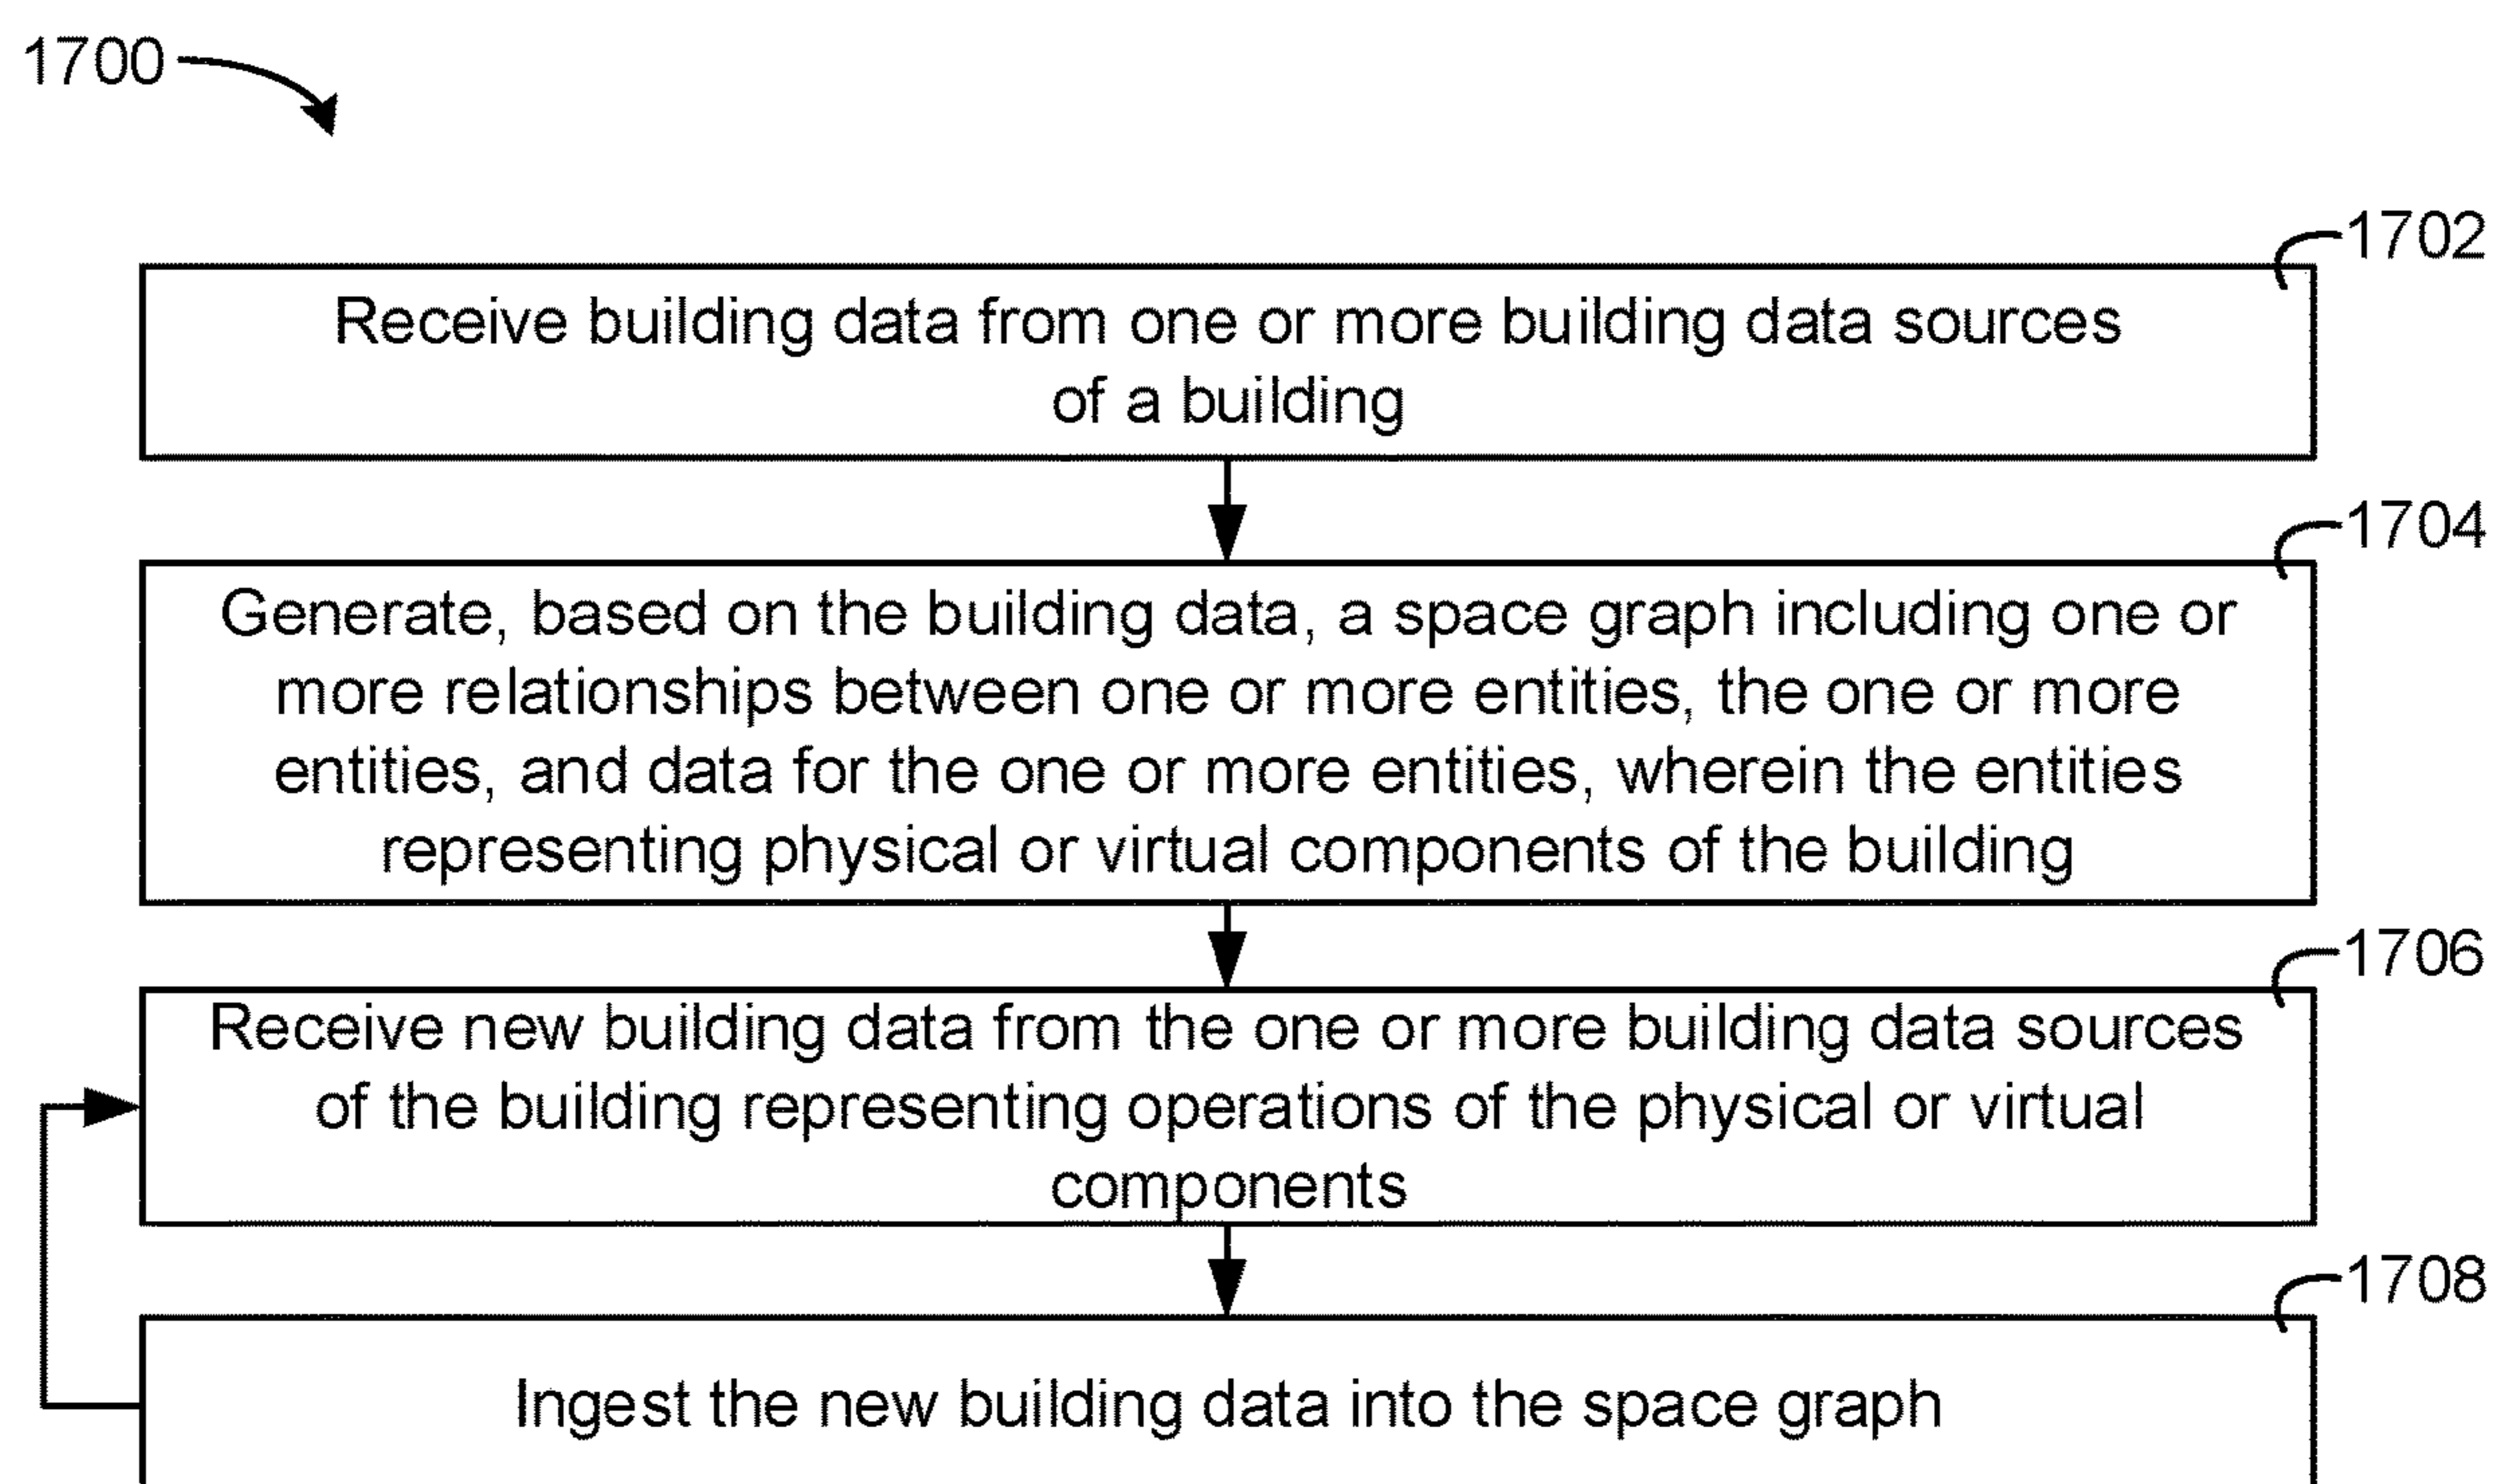 1700
1702
Receive building data from one or more building data sources
of a building
1704
Generate, based on the building data, a space graph including one or
more relationships between one or more entities, the one or more
entities, and data for the one or more entities, wherein the entities
representing physical or virtual components of the building
1706
Receive new building data from the one or more building data sources
of the building representing operations of the physical or virtual
components
1708
Ingest the new building data into the space graph